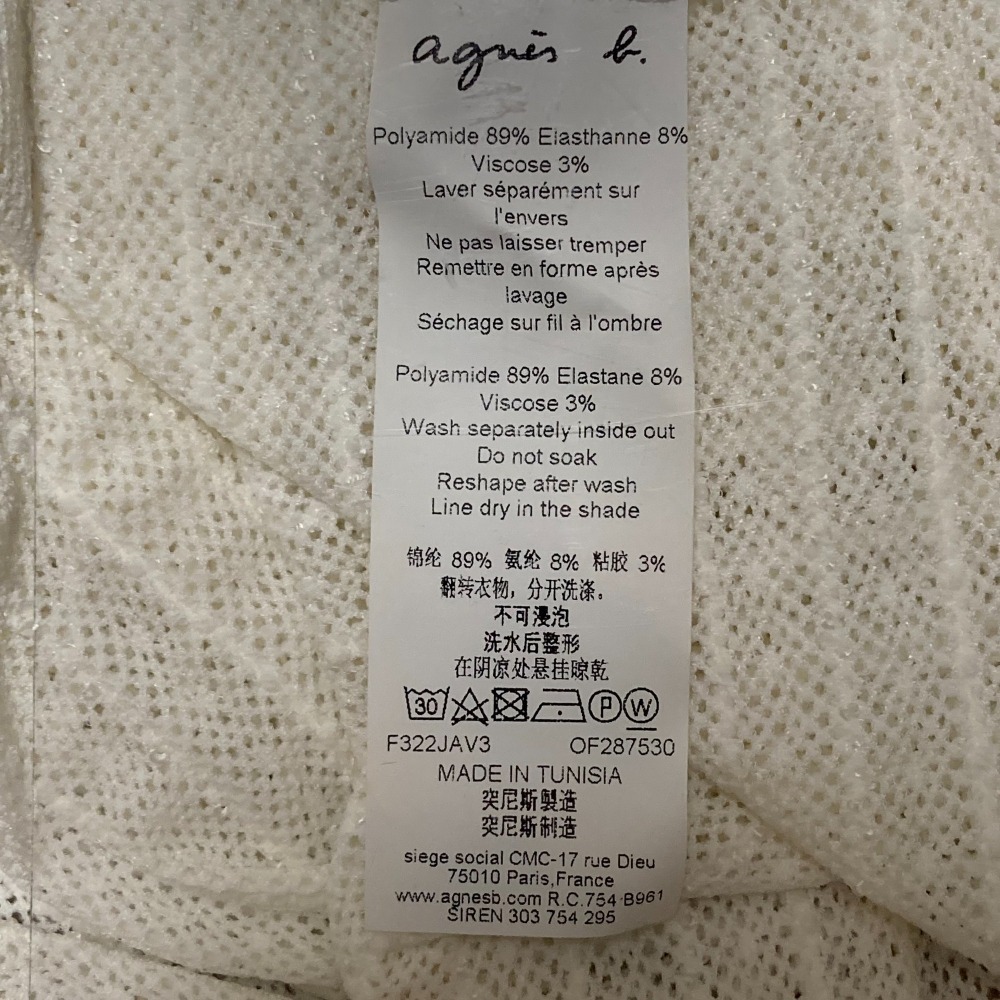 agnès b.
Polyamide 89% Elasthanne 8%
Viscose 3%
Laver séparément sur
l'envers
Ne pas laisser tremper
Remettre en forme après
lavage
Séchage sur fil à l'ombre
Polyamide 89% Elastane 8%
Viscose 3%
Wash separately inside out
Do not soak
Reshape after wash
Line dry in the shade
锦纶 89% 氨纶 8% 粘胶 3%
翻转衣物，分开洗涤。
不可浸泡
洗水后整形
在阴凉处悬挂晾乾
30 P W
F322JAV3 OF287530
MADE IN TUNISIA
突尼斯製造
突尼斯制造
siege social CMC-17 rue Dieu
75010 Paris,France
www.agnesb.com R.C.754 B961
SIREN 303 754 295